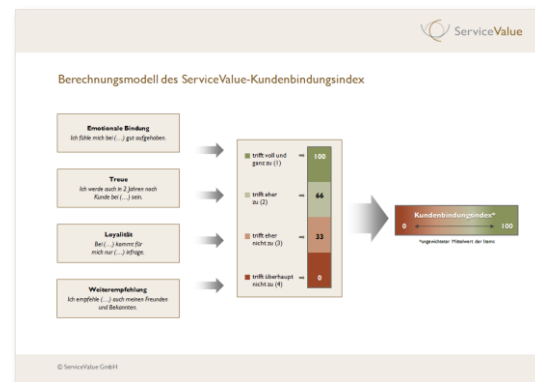 ServiceValue
Berechnungsmodell des ServiceValue-Kundenbindungsindex
Emotionale Bindung
Ich fühle mich bei (...) gut aufgehoben.
Treue
Ich werde auch in 2 Jahren noch
Kunde bei (...) sein.
Loyalität
Bei (...) kommt für
mich nur (...) infrage.
Weiterempfehlung
Ich empfehle (...) auch meinen Freunden
und Bekannten.
trifft voll und
ganz zu (1)
100
trifft eher
zu (2)
66
trifft eher
nicht zu (3)
33
trifft überhaupt
nicht zu (4)
0
Kundenbindungsindex*
0 100
*ungewichteter Mittelwert der Items
© ServiceValue GmbH